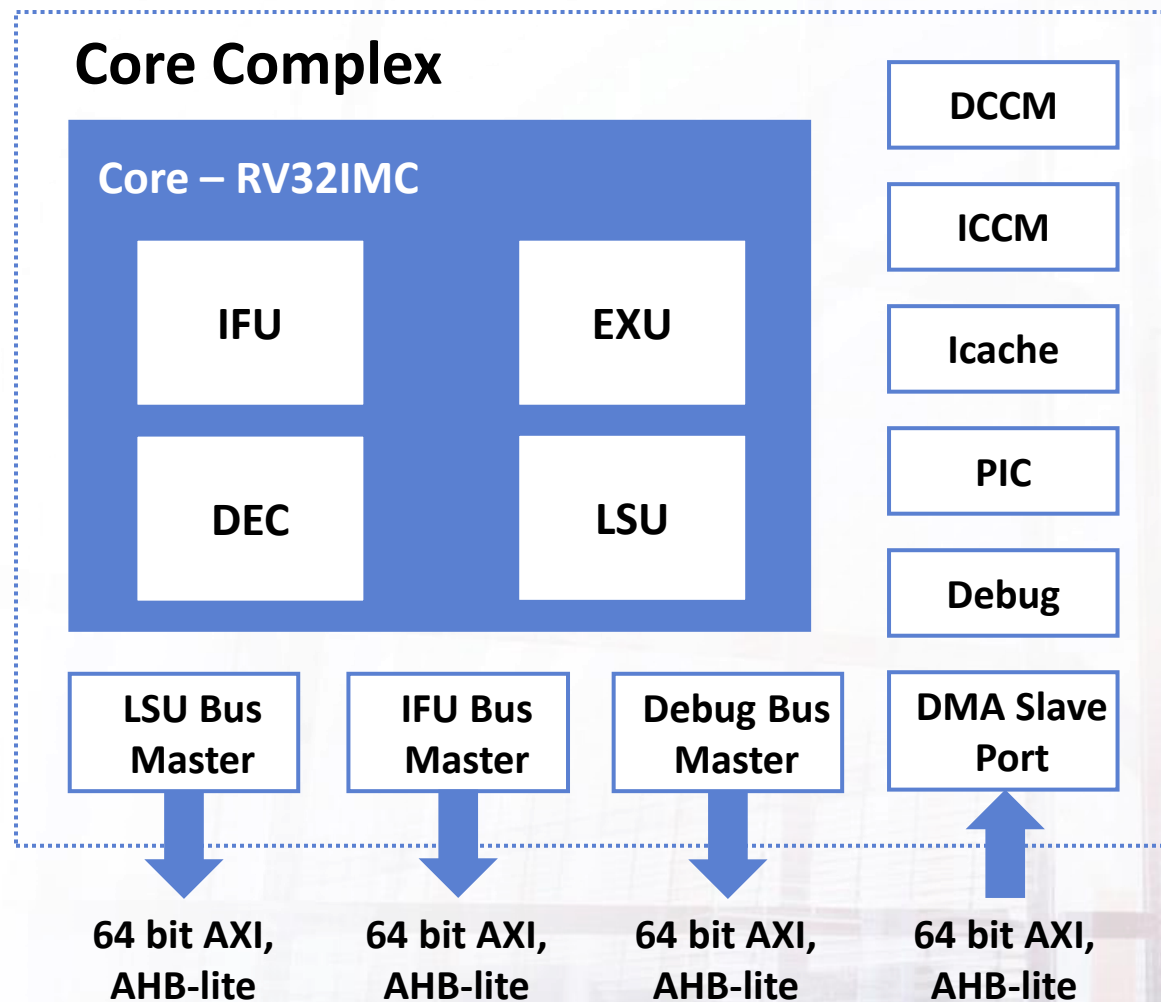 Core Complex
Core – RV32IMC
IFU
EXU
DEC
LSU
DCCM
ICCM
Icache
PIC
Debug
LSU Bus
Master
IFU Bus
Master
Debug Bus
Master
DMA Slave
Port
64 bit AXI,
AHB-lite
64 bit AXI,
AHB-lite
64 bit AXI,
AHB-lite
64 bit AXI,
AHB-lite